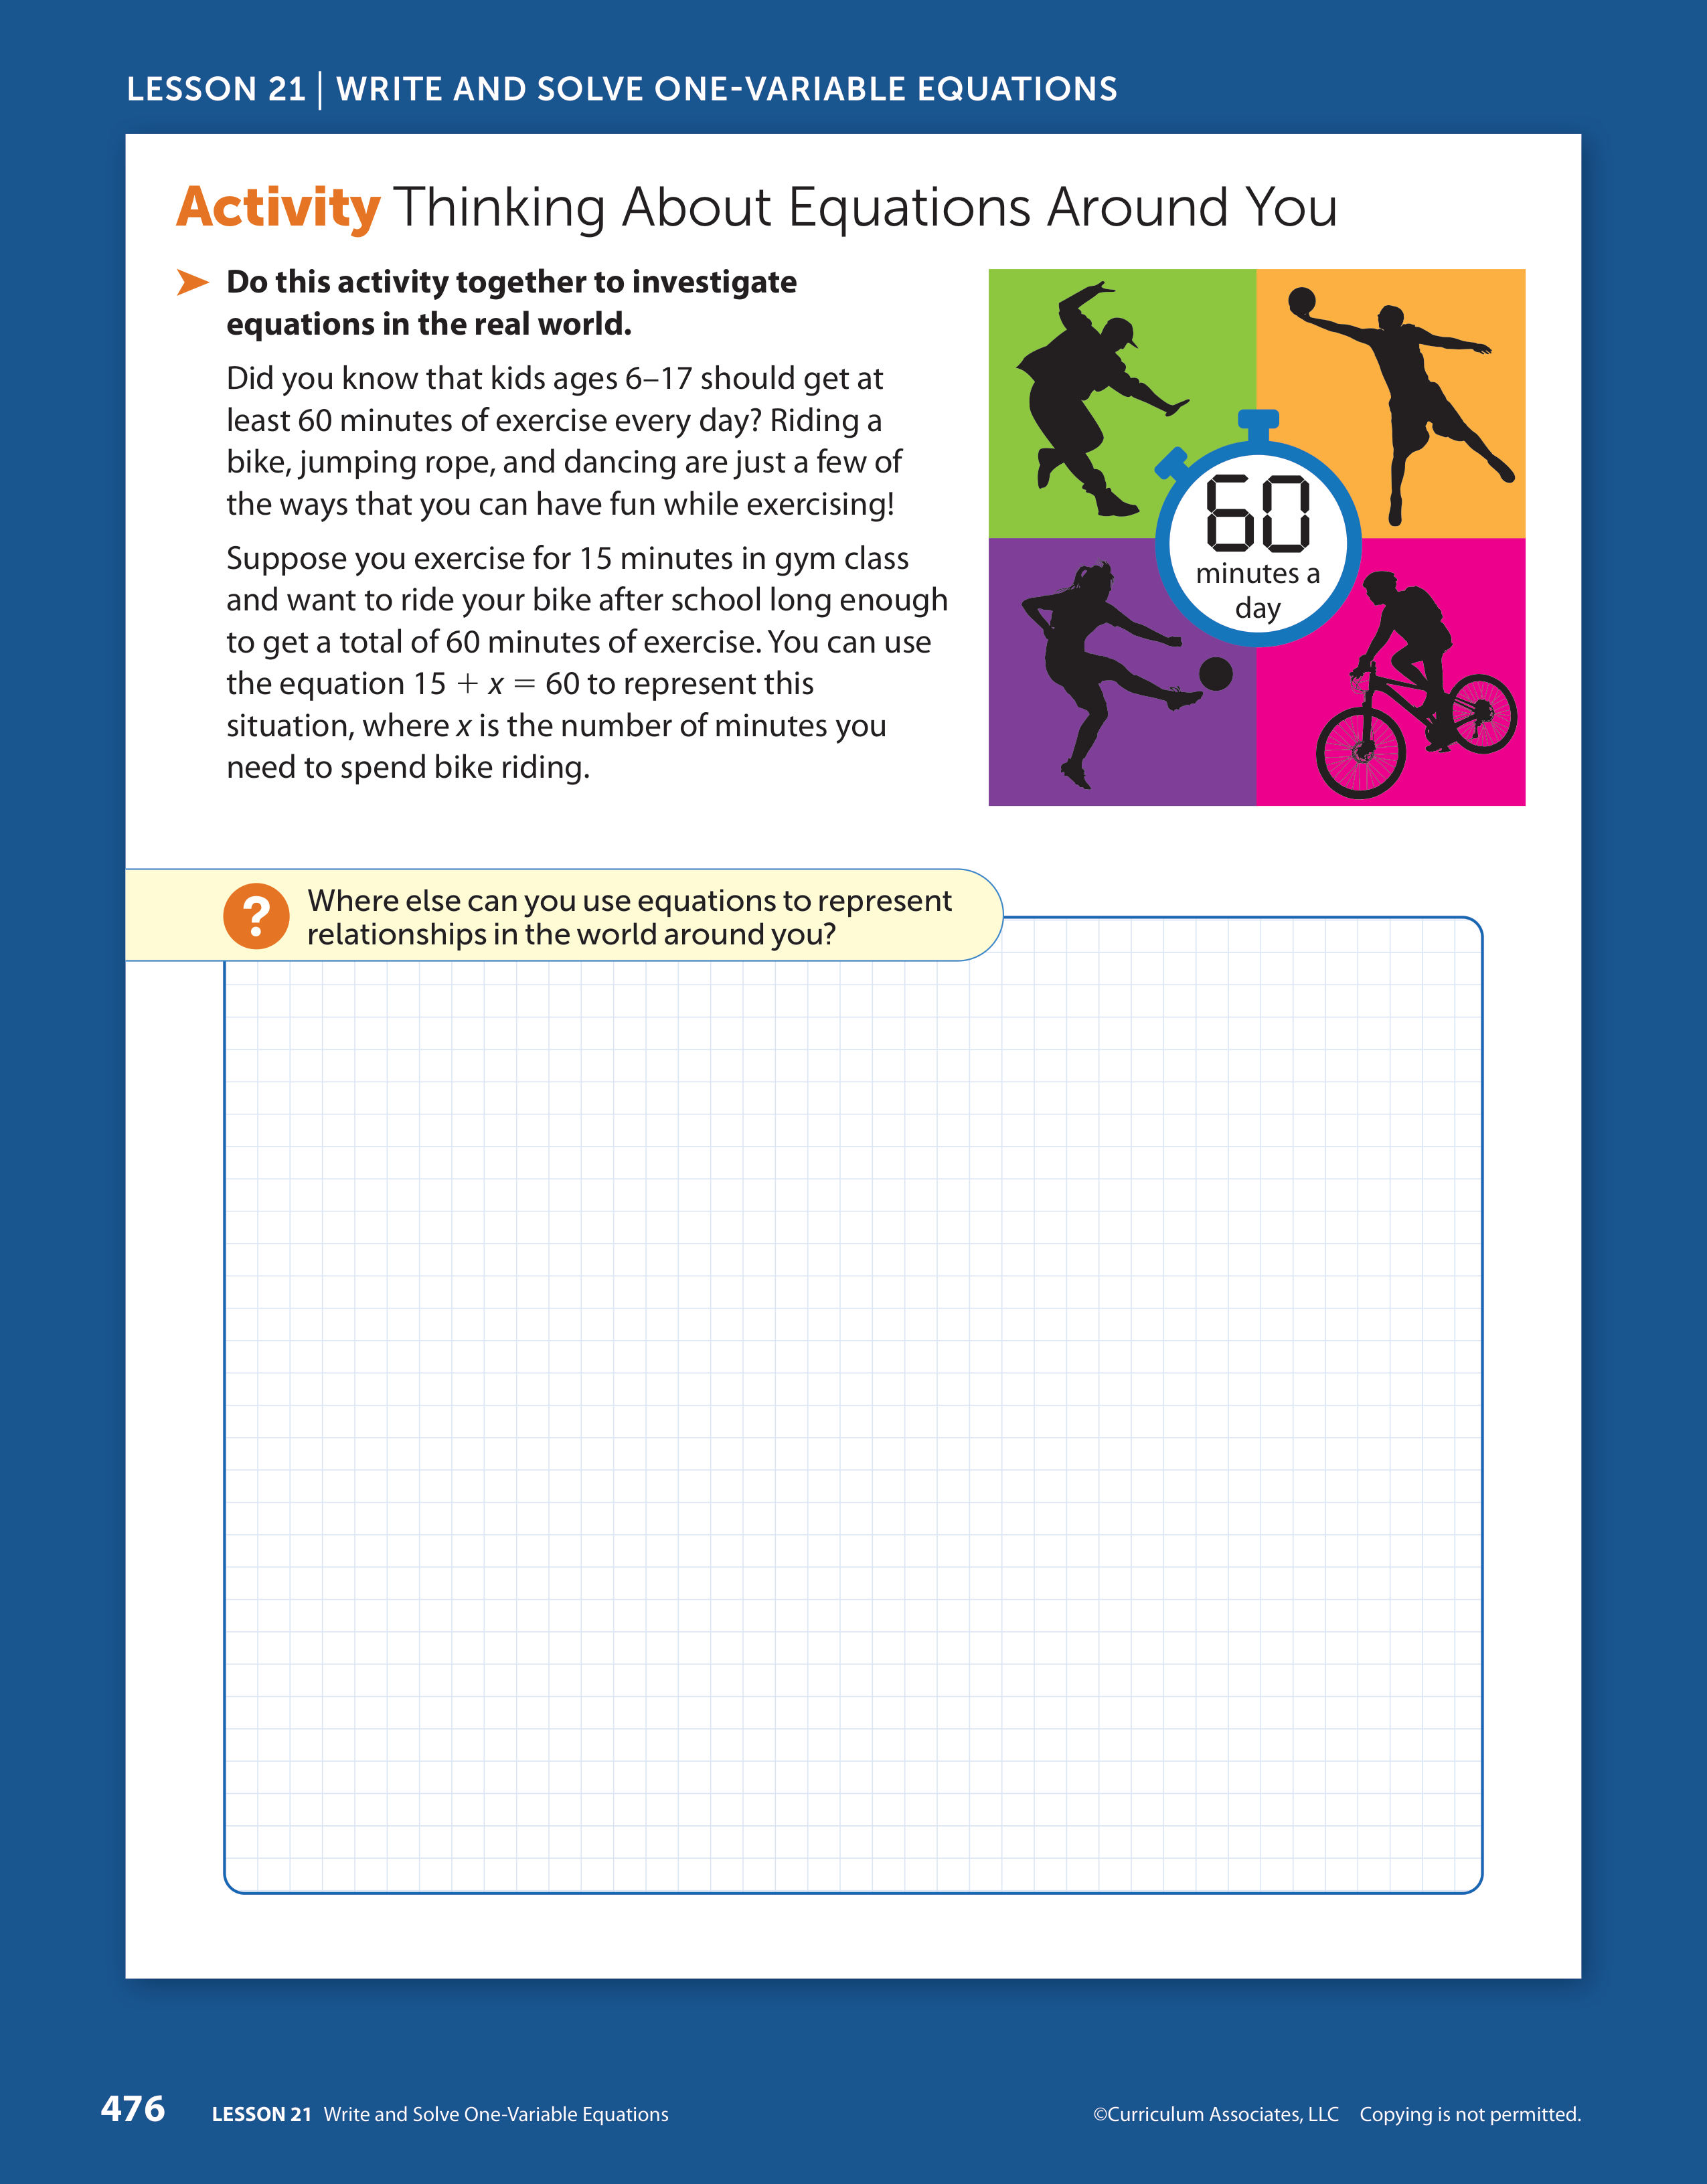 LESSON 21 | WRITE AND SOLVE ONE-VARIABLE EQUATIONS
Activity Thinking About Equations Around You
Do this activity together to investigate
equations in the real world.
Did you know that kids ages 6–17 should get at
least 60 minutes of exercise every day? Riding a
bike, jumping rope, and dancing are just a few of
the ways that you can have fun while exercising!
Suppose you exercise for 15 minutes in gym class
and want to ride your bike after school long enough
to get a total of 60 minutes of exercise. You can use
the equation 15 + x = 60 to represent this
situation, where x is the number of minutes you
need to spend bike riding.
60
minutes a
day
? Where else can you use equations to represent
relationships in the world around you?
476 LESSON 21 Write and Solve One-Variable Equations
©Curriculum Associates, LLC Copying is not permitted.